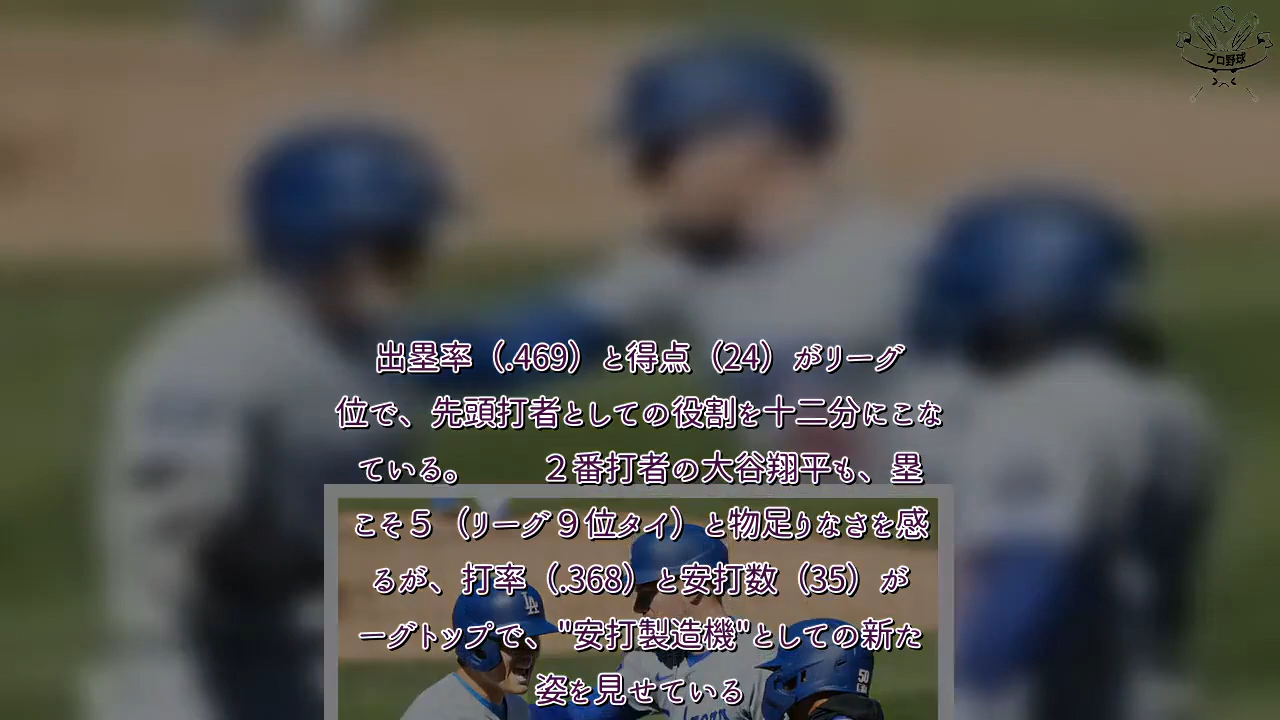 プロ野球
出塁率（.469）と得点（24）がリーグ
位で、先頭打者としての役割を十二分にこな
ている。　　２番打者の大谷翔平も、塁
こそ５（リーグ９位タイ）と物足りなさを感
るが、打率（.368）と安打数（35）が
ーグトップで、"安打製造機"としての新た
姿を見せている
LA
50